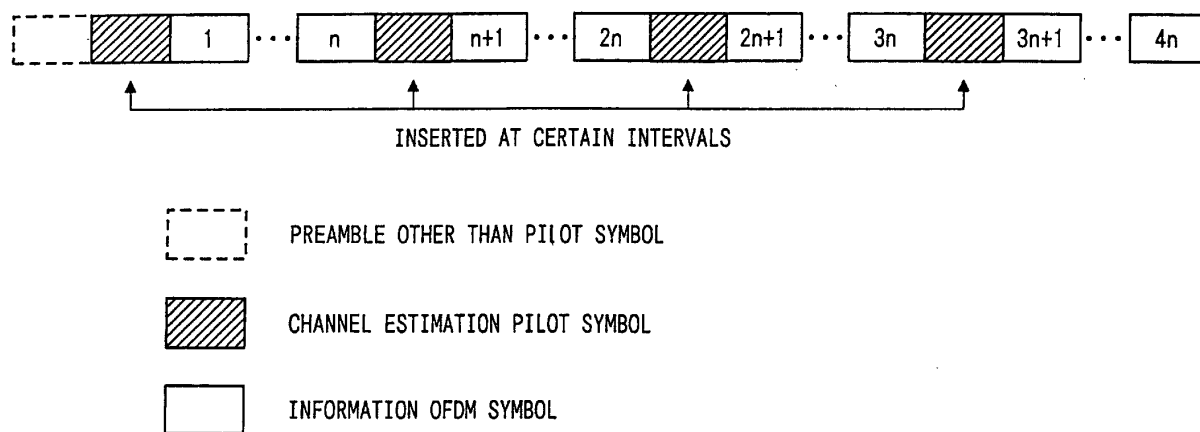 1 ··· n n+1 ··· 2n 2n+1 ··· 3n 3n+1 ··· 4n
INSERTED AT CERTAIN INTERVALS
PREAMBLE OTHER THAN PILOT SYMBOL
CHANNEL ESTIMATION PILOT SYMBOL
INFORMATION OFDM SYMBOL